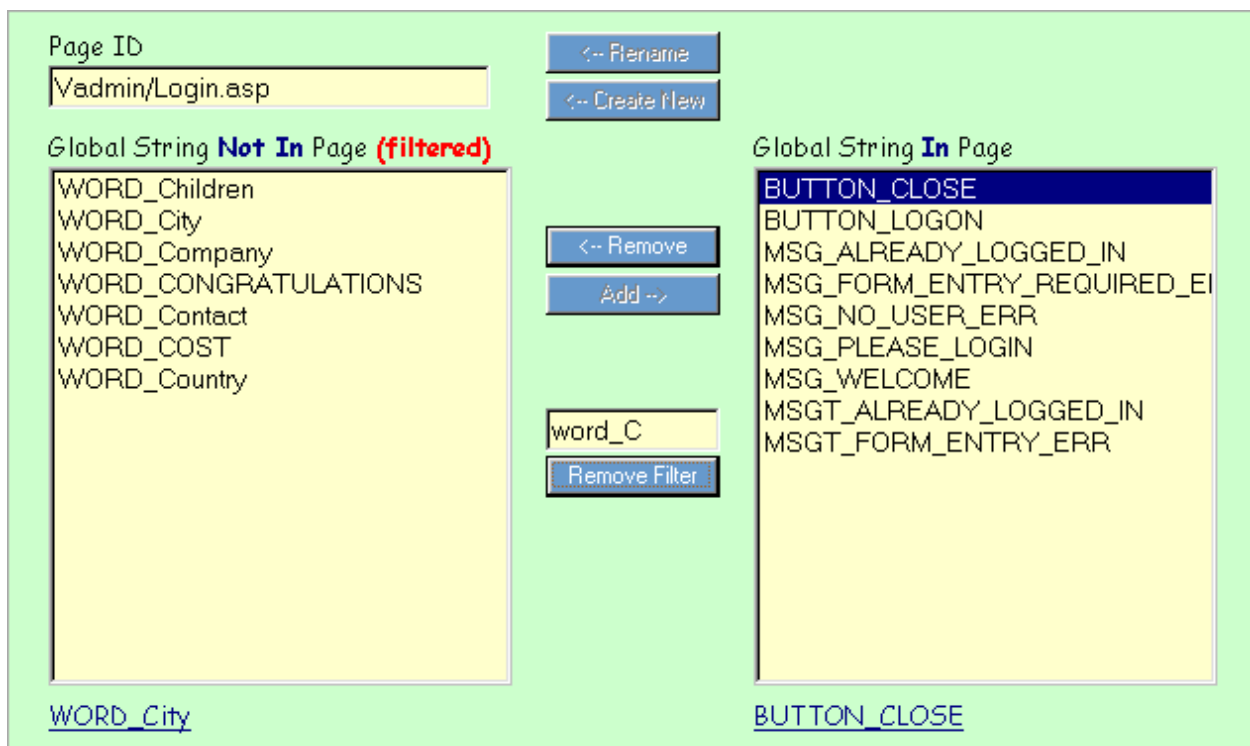 Page ID
Vadmin/Login.asp
<-- Rename
<-- Create New
Global String Not In Page (filtered)
WORD_Children
WORD_City
WORD_Company
WORD_CONGRATULATIONS
WORD_Contact
WORD_COST
WORD_Country
WORD_City
<-- Remove
Add -->
word_C
Remove Filter
Global String In Page
BUTTON_CLOSE
BUTTON_LOGON
MSG_ALREADY_LOGGED_IN
MSG_FORM_ENTRY_REQUIRED_E
MSG_NO_USER_ERR
MSG_PLEASE_LOGIN
MSG_WELCOME
MSGT_ALREADY_LOGGED_IN
MSGT_FORM_ENTRY_ERR
BUTTON_CLOSE